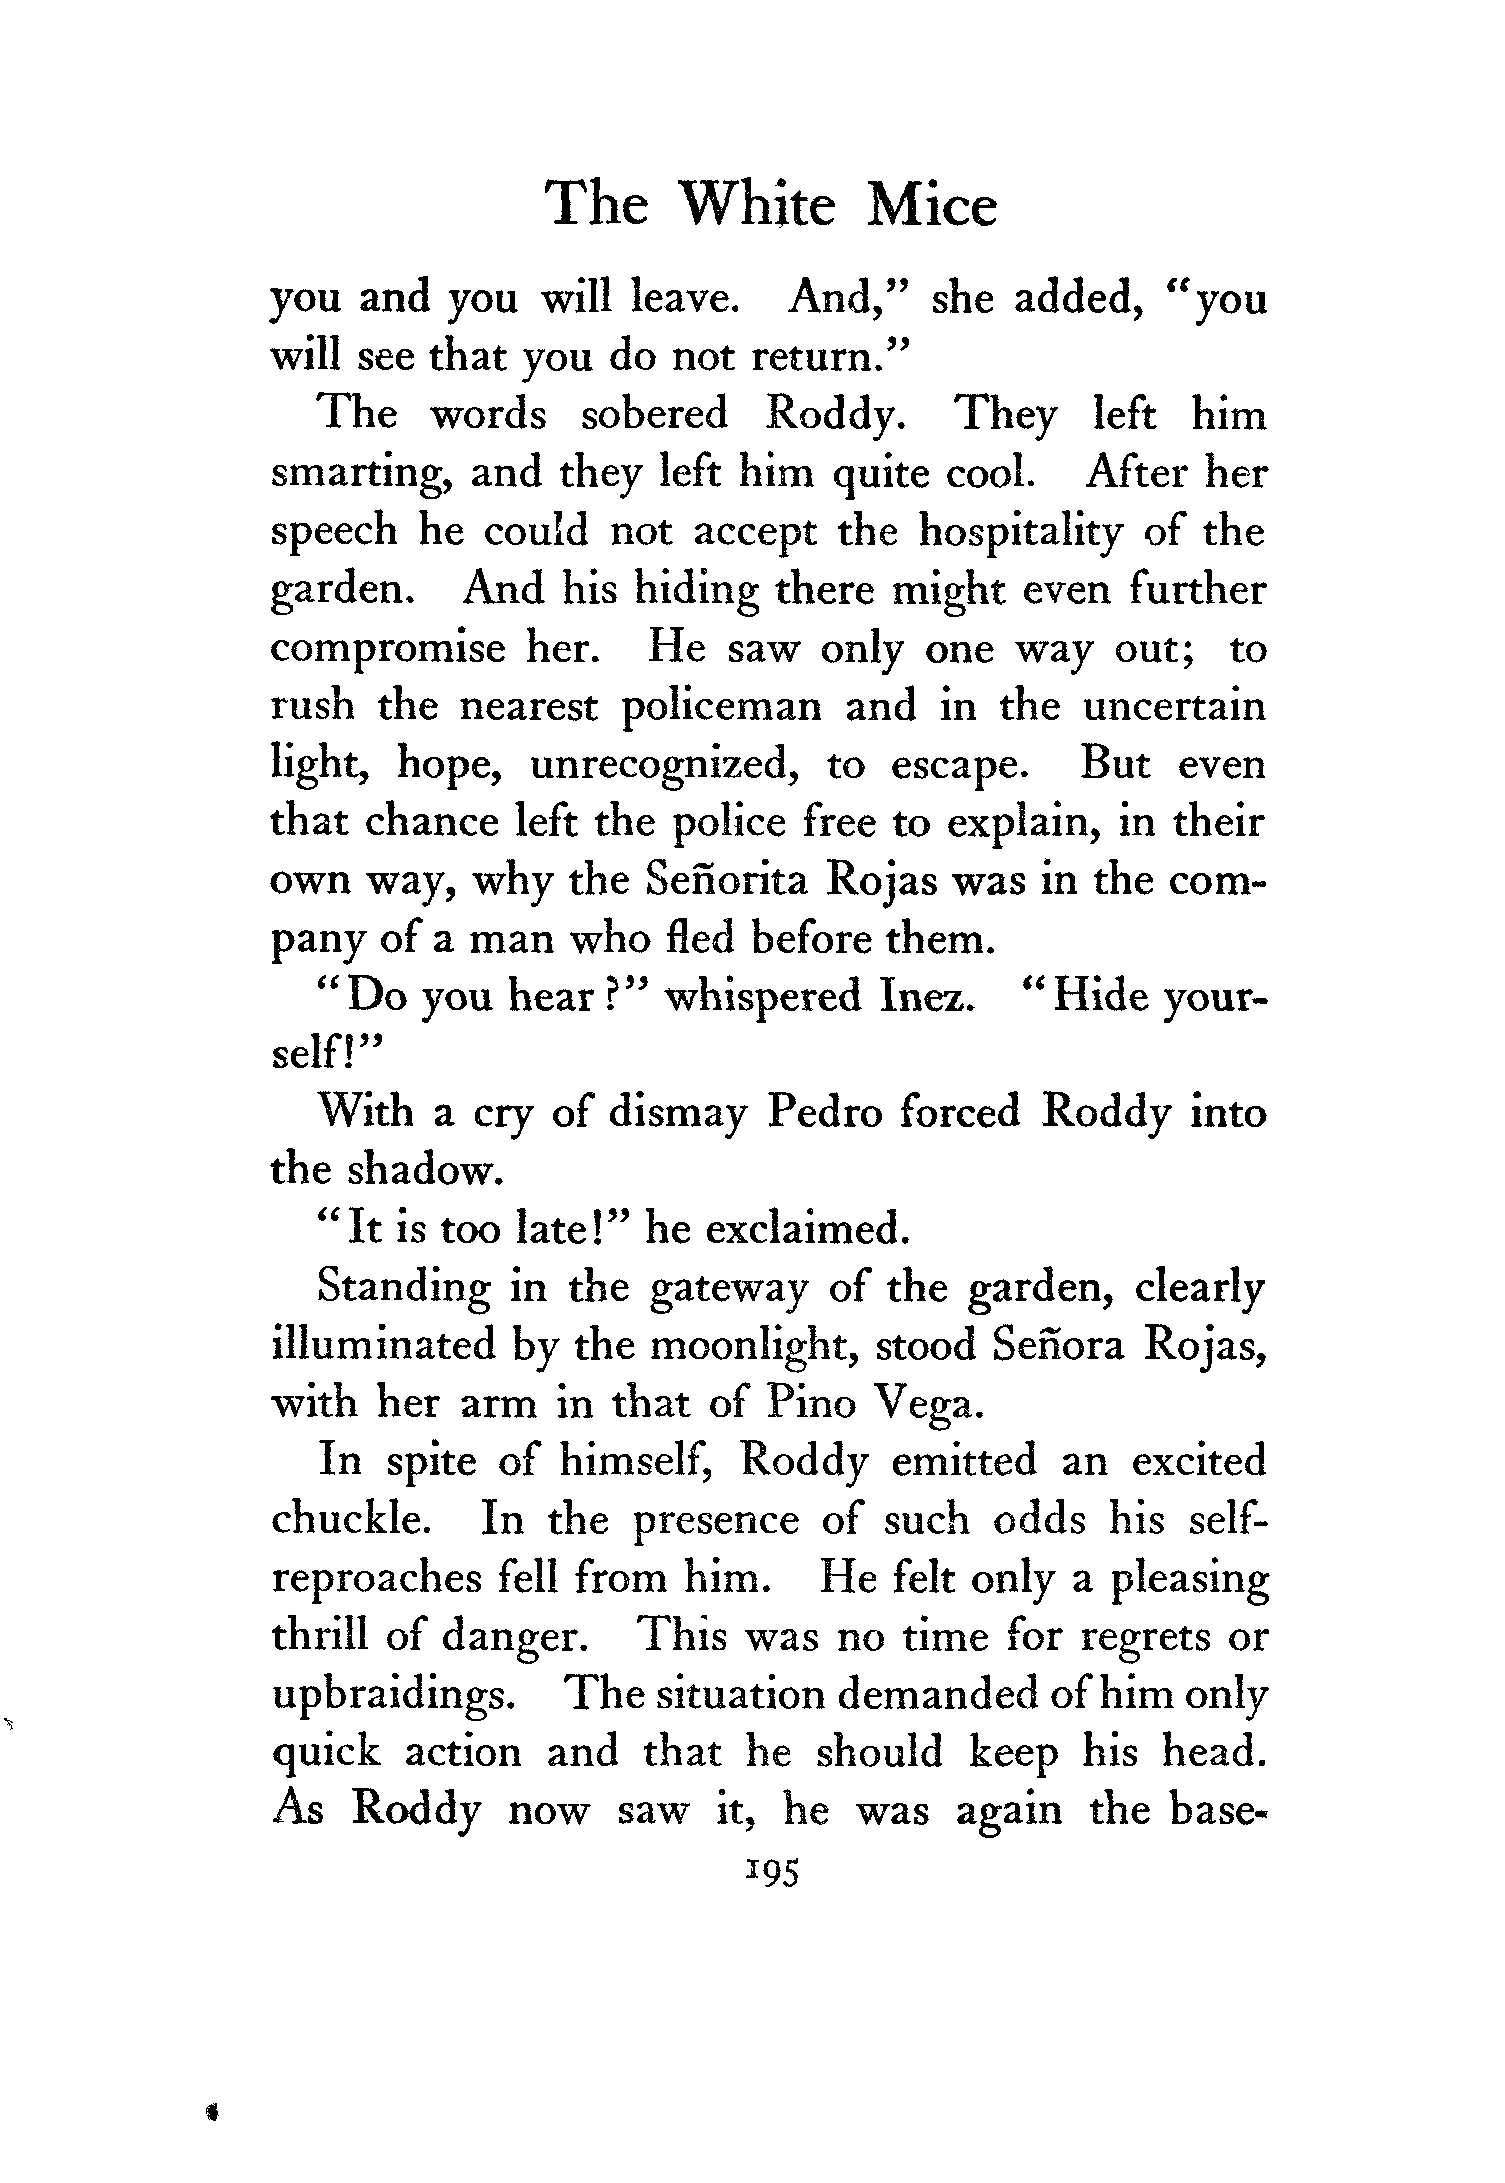 The White Mice
you and you will leave. And," she added, "you
will see that you do not return."
The words sobered Roddy. They left him
smarting, and they left him quite cool. After her
speech he could not accept the hospitality of the
garden. And his hiding there might even further
compromise her. He saw only one way out; to
rush the nearest policeman and in the uncertain
light, hope, unrecognized, to escape. But even
that chance left the police free to explain, in their
own way, why the Señorita Rojas was in the com-
pany of a man who fled before them.
"Do you hear?" whispered Inez. "Hide your-
self!"
With a cry of dismay Pedro forced Roddy into
the shadow.
"It is too late!" he exclaimed.
Standing in the gateway of the garden, clearly
illuminated by the moonlight, stood Señora Rojas,
with her arm in that of Pino Vega.
In spite of himself, Roddy emitted an excited
chuckle. In the presence of such odds his self-
reproaches fell from him. He felt only a pleasing
thrill of danger. This was no time for regrets or
upbraidings. The situation demanded of him only
quick action and that he should keep his head.
As Roddy now saw it, he was again the base-
195